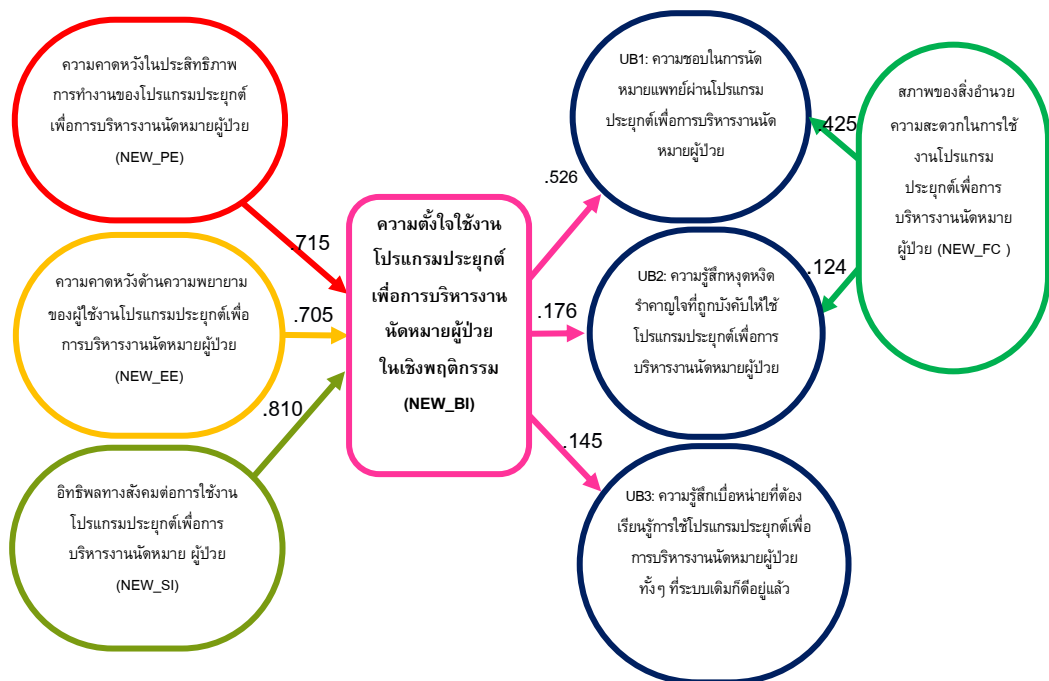 ความคาดหวังในประสิทธิภาพ
การทำงานของโปรแกรมประยุกต์
เพื่อการบริหารงานนัดหมายผู้ป่วย
(NEW_PE)
.715
ความคาดหวังด้านความพยายาม
ของผู้ใช้งานโปรแกรมประยุกต์เพื่อ
การบริหารงานนัดหมายผู้ป่วย
(NEW_EE)
.705
อิทธิพลทางสังคมต่อการใช้งาน
โปรแกรมประยุกต์เพื่อการ
บริหารงานนัดหมาย ผู้ป่วย
(NEW_SI)
.810
ความตั้งใจใช้งาน
โปรแกรมประยุกต์
เพื่อการบริหารงาน
นัดหมายผู้ป่วย
ในเชิงพฤติกรรม
(NEW_BI)
.526
.176
.145
UB1: ความชอบในการนัด
หมายแพทย์ผ่านโปรแกรม
ประยุกต์เพื่อการบริหารงานนัด
หมายผู้ป่วย
UB2: ความรู้สึกหงุดหงิด
รำคาญใจที่ถูกบังคับให้ใช้
โปรแกรมประยุกต์เพื่อการ
บริหารงานนัดหมายผู้ป่วย
UB3: ความรู้สึกเบื่อหน่ายที่ต้อง
เรียนรู้การใช้โปรแกรมประยุกต์เพื่อ
การบริหารงานนัดหมายผู้ป่วย
ทั้งๆ ที่ระบบเดิมก็ดีอยู่แล้ว
.425
.124
สภาพของสิ่งอำนวย
ความสะดวกในการใช้
งานโปรแกรม
ประยุกต์เพื่อการ
บริหารงานนัดหมาย
ผู้ป่วย (NEW_FC )